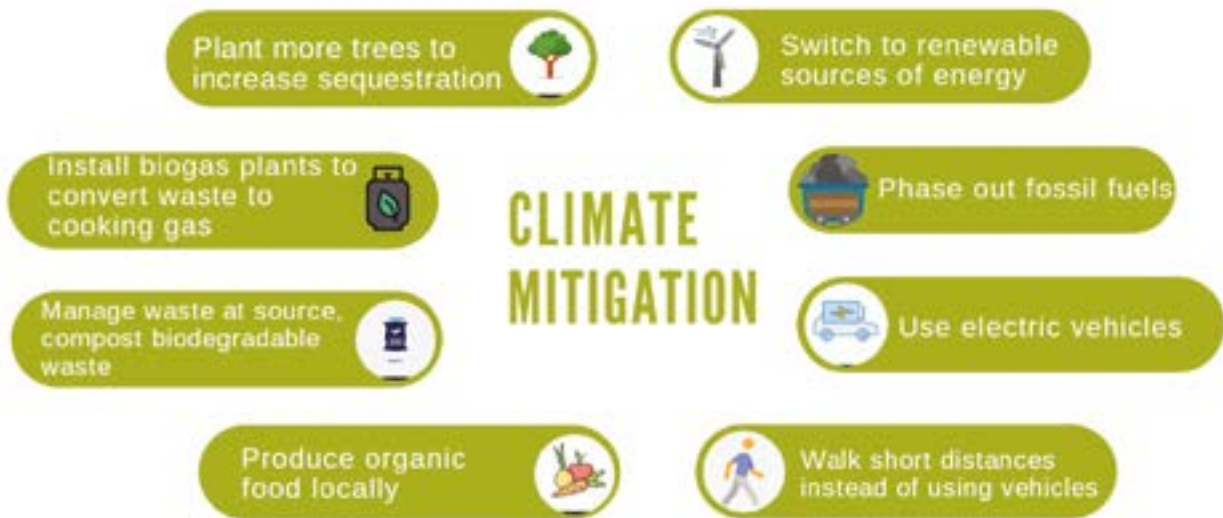 Plant more trees to
increase sequestration
Switch to renewable
sources of energy
Install biogas plants to
convert waste to
cooking gas
Phase out fossil fuels
CLIMATE
MITIGATION
Manage waste at source,
compost biodegradable
waste
Use electric vehicles
Produce organic
food locally
Walk short distances
instead of using vehicles